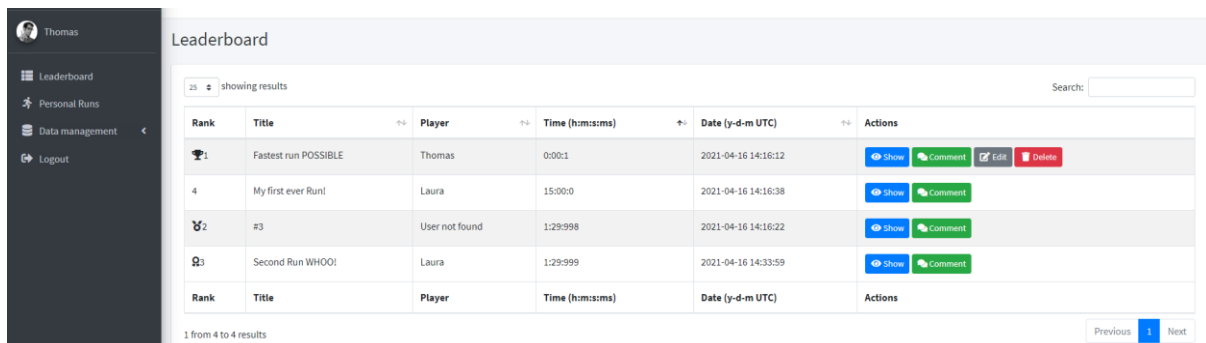 Thomas
Leaderboard
Personal Runs
Data management
Logout
Leaderboard
25 showing results
Search:
Rank Title Player Time (h:m:s:ms) Date (y-d-m UTC) Actions
1 Fastest run POSSIBLE Thomas 0:00:1 2021-04-16 14:16:12 Show Comment Edit Delete
4 My first ever Run! Laura 15:00:0 2021-04-16 14:16:38 Show Comment
2 #3 User not found 1:29:998 2021-04-16 14:16:22 Show Comment
3 Second Run WHOO! Laura 1:29:999 2021-04-16 14:33:59 Show Comment
Rank Title Player Time (h:m:s:ms) Date (y-d-m UTC) Actions
1 from 4 to 4 results
Previous 1 Next